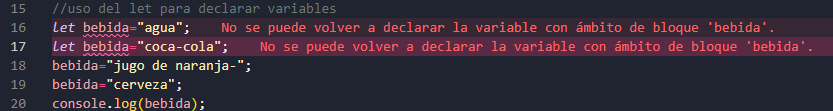 15 //uso del let para declarar variables
16 let bebida="agua"; No se puede volver a declarar la variable con ámbito de bloque 'bebida'.
17 let bebida="coca-cola"; No se puede volver a declarar la variable con ámbito de bloque 'bebida'.
18 bebida="jugo de naranja-";
19 bebida="cerveza";
20 console.log(bebida);